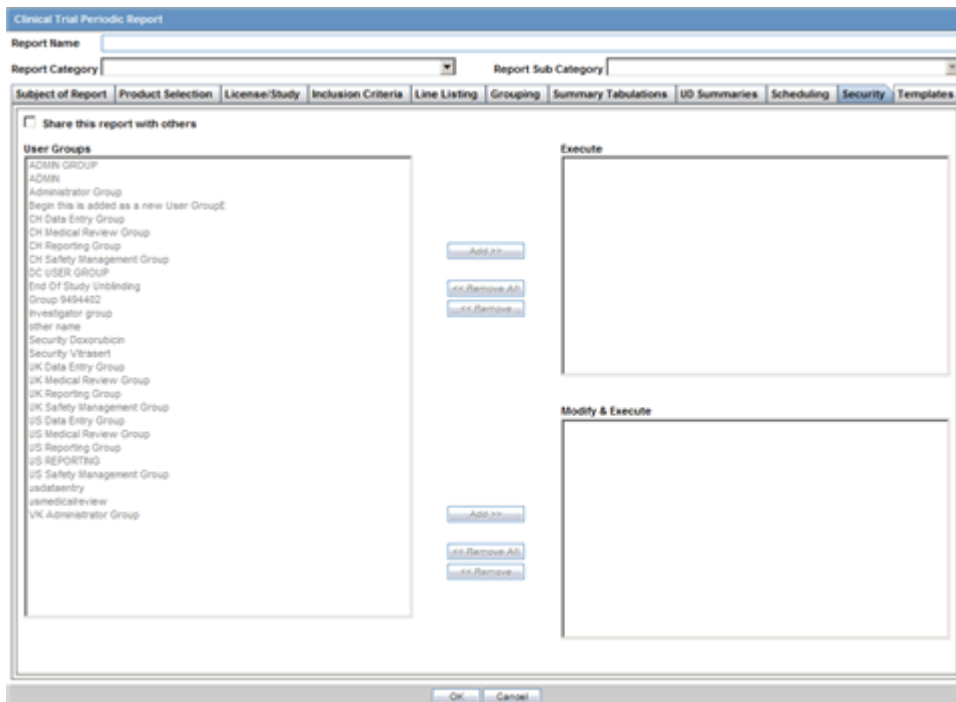 Clinical Trial Periodic Report
Report Name
Report Category
Report Sub Category
Subject of Report
Product Selection
License/Study
Inclusion Criteria
Line Listing
Grouping
Summary Tabulations
UD Summaries
Scheduling
Security
Templates
Share this report with others
User Groups
ADMIN GROUP
ADMIN
Administrator Group
Begin this is added as a new User GroupE
CH Data Entry Group
CH Medical Review Group
CH Reporting Group
CH Safety Management Group
DC USER GROUP
End Of Study Unblinding
Group 9494402
Investigator group
other name
Security Doxorubicin
Security Vitrasert
UK Data Entry Group
UK Medical Review Group
UK Reporting Group
UK Safety Management Group
US Data Entry Group
US Medical Review Group
US Reporting Group
US REPORTING
US Safety Management Group
usdataentry
usmedicalreview
VK Administrator Group
Add >>
<< Remove All
<< Remove
Execute
Add >>
<< Remove All
<< Remove
Modify & Execute
OK
Cancel